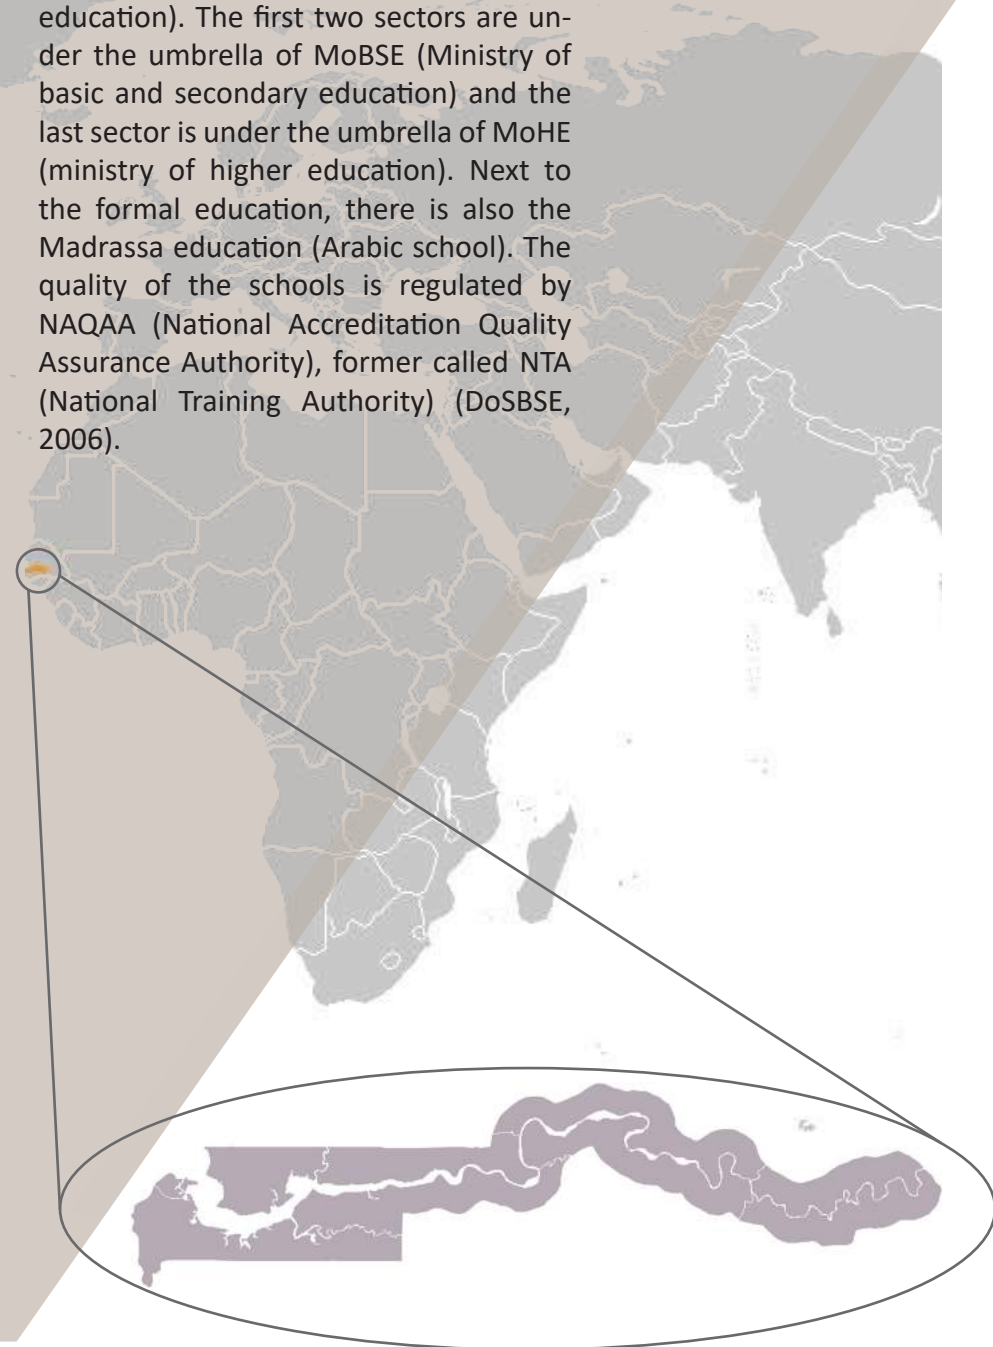 education). The first two sectors are un-
der the umbrella of MoBSE (Ministry of
basic and secondary education) and the
last sector is under the umbrella of MoHE
(ministry of higher education). Next to
the formal education, there is also the
Madrassa education (Arabic school). The
quality of the schools is regulated by
NAQAA (National Accreditation Quality
Assurance Authority), former called NTA
(National Training Authority) (DoSBSE,
2006).